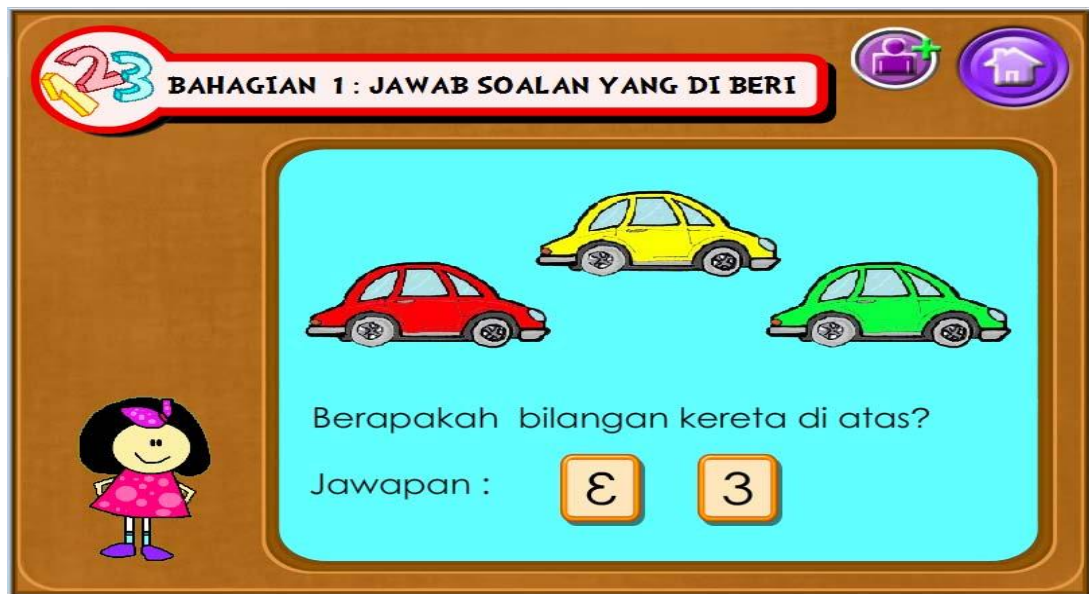 123
BAHAGIAN 1 : JAWAB SOALAN YANG DI BERI
Berapakah bilangan kereta di atas?
Jawapan : Ɛ 3